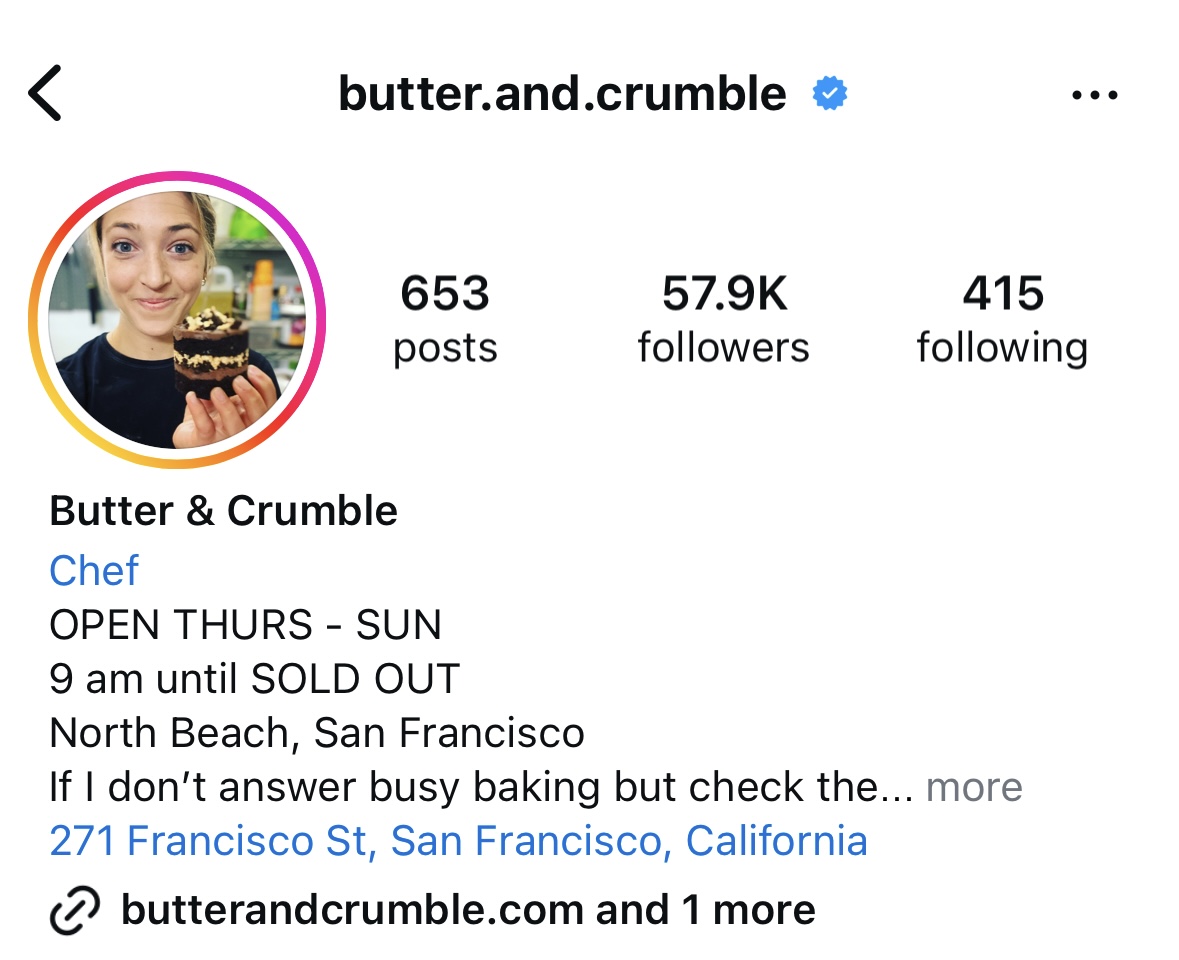 butter.and.crumble
653
57.9K
415
posts
followers
following
Butter & Crumble
Chef
OPEN THURS - SUN
9 am until SOLD OUT
North Beach, San Francisco
If I don’t answer busy baking but check the... more
271 Francisco St, San Francisco, California
butterandcrumble.com and 1 more